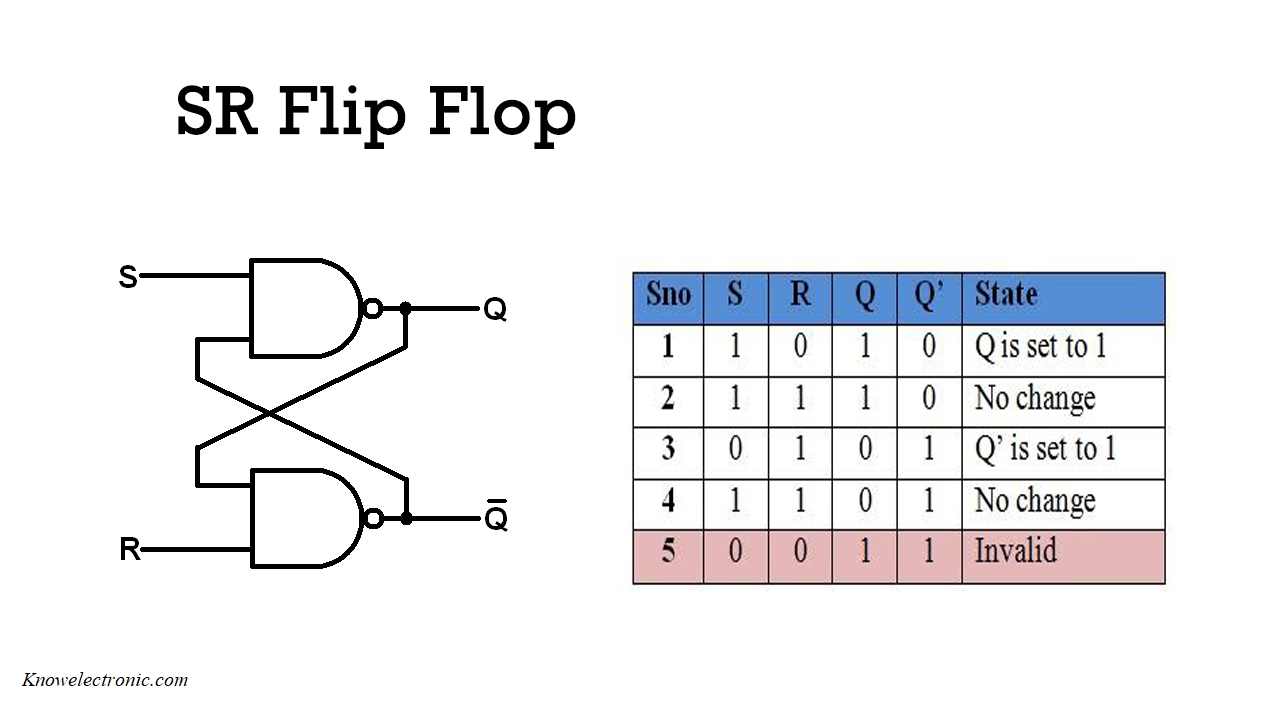 SR Flip Flop
S
Q
Q̅
R
Sno S R Q Q’ State
1 1 0 1 0 Q is set to 1
2 1 1 1 0 No change
3 0 1 0 1 Q’ is set to 1
4 1 1 0 1 No change
5 0 0 1 1 Invalid
Knowelectronic.com